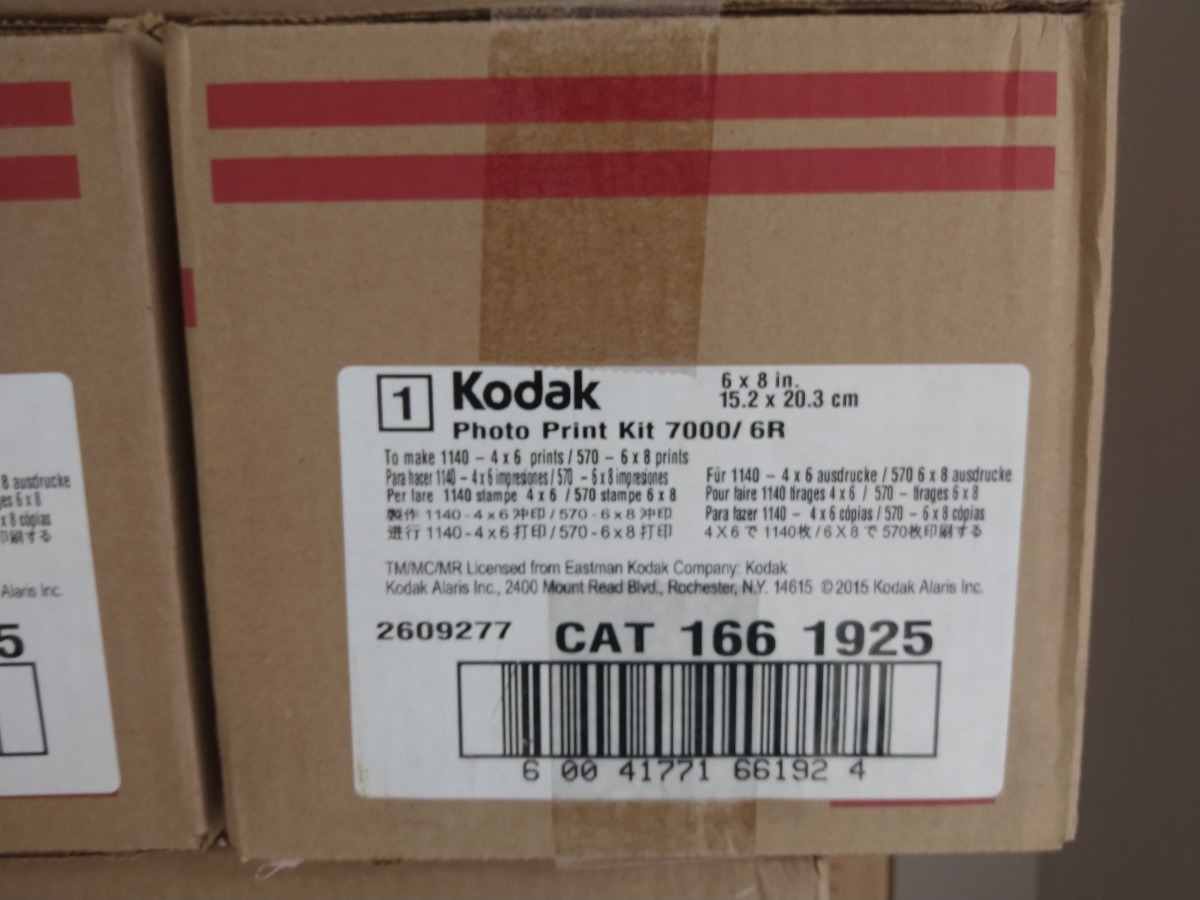 1
Kodak
6 x 8 in.
15.2 x 20.3 cm
Photo Print Kit 7000/ 6R
To make 1140 – 4 x 6 prints / 570 – 6 x 8 prints
Para hacer 1140 – 4 x 6 impresiones / 570 – 6 x 8 impresiones
Per fare 1140 stampe 4 x 6 / 570 stampe 6 x 8
製作 1140 - 4 x 6 沖印 / 570 - 6 x 8 沖印
进行 1140 - 4 x 6 打印 / 570 - 6 x 8 打印
Für 1140 – 4 x 6 ausdrucke / 570 6 x 8 ausdrucke
Pour faire 1140 tirages 4 x 6 / 570 – tirages 6 x 8
Para fazer 1140 – 4 x 6 cópias / 570 – 6 x 8 cópias
4 X 6 で 1140枚 / 6 X 8 で 570枚印刷する
TM/MC/MR Licensed from Eastman Kodak Company: Kodak
Kodak Alaris Inc., 2400 Mount Read Blvd., Rochester, N.Y. 14615 © 2015 Kodak Alaris Inc.
2609277
CAT 166 1925
6 00 41771 66192 4
8 ausdrucke
6 x 8
x 8 cópias
印刷する
Alaris Inc.
5